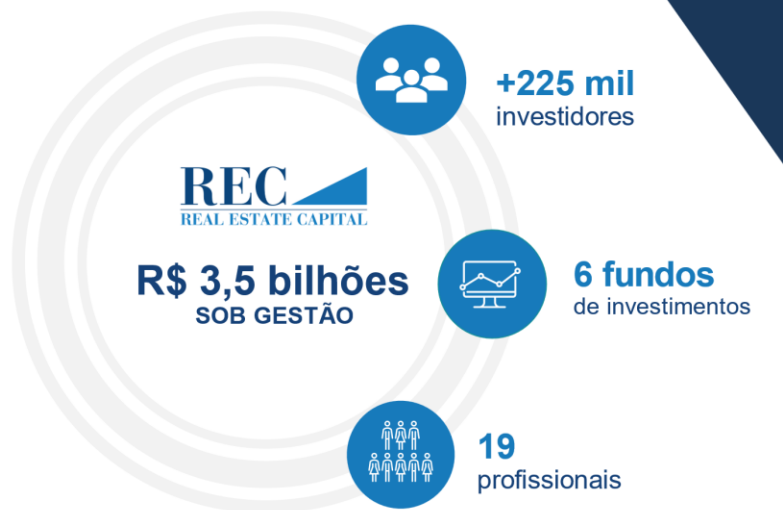 +225 mil
investidores
REC
REAL ESTATE CAPITAL
R$ 3,5 bilhões
SOB GESTÃO
6 fundos
de investimentos
19
profissionais